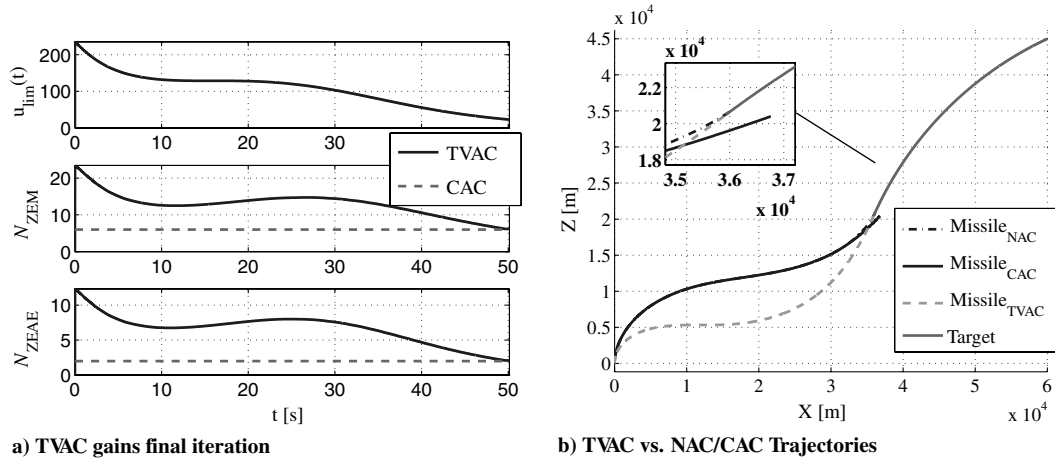 200
100
0
u_lim(t)
0 10 20 30 40 50
TVAC
CAC
20
10
0
N_ZEM
0 10 20 30 40 50
10
5
0
N_ZEAE
0 10 20 30 40 50
t [s]
a) TVAC gains final iteration
x 10^4
4.5
4
3.5
3
2.5
2
1.5
1
0.5
0
Z [m]
x 10^4
2.2
2
1.8
3.5 3.6 3.7
x 10^4
Missile_NAC
Missile_CAC
Missile_TVAC
Target
0 1 2 3 4 5 6
X [m]
x 10^4
b) TVAC vs. NAC/CAC Trajectories